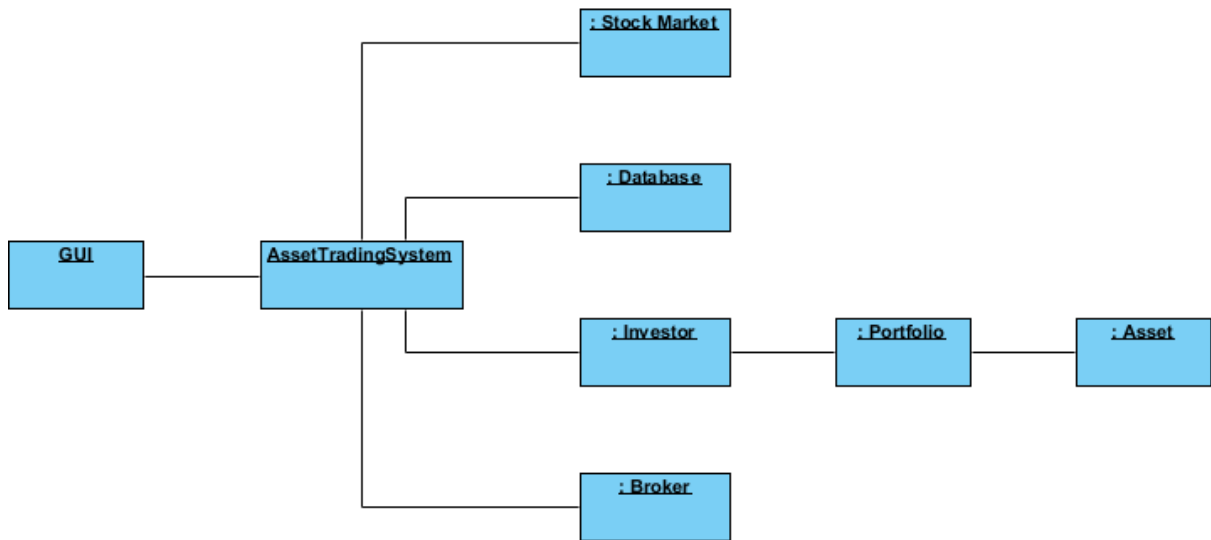 : Stock Market
: Database
GUI
AssetTradingSystem
: Investor
: Portfolio
: Asset
: Broker